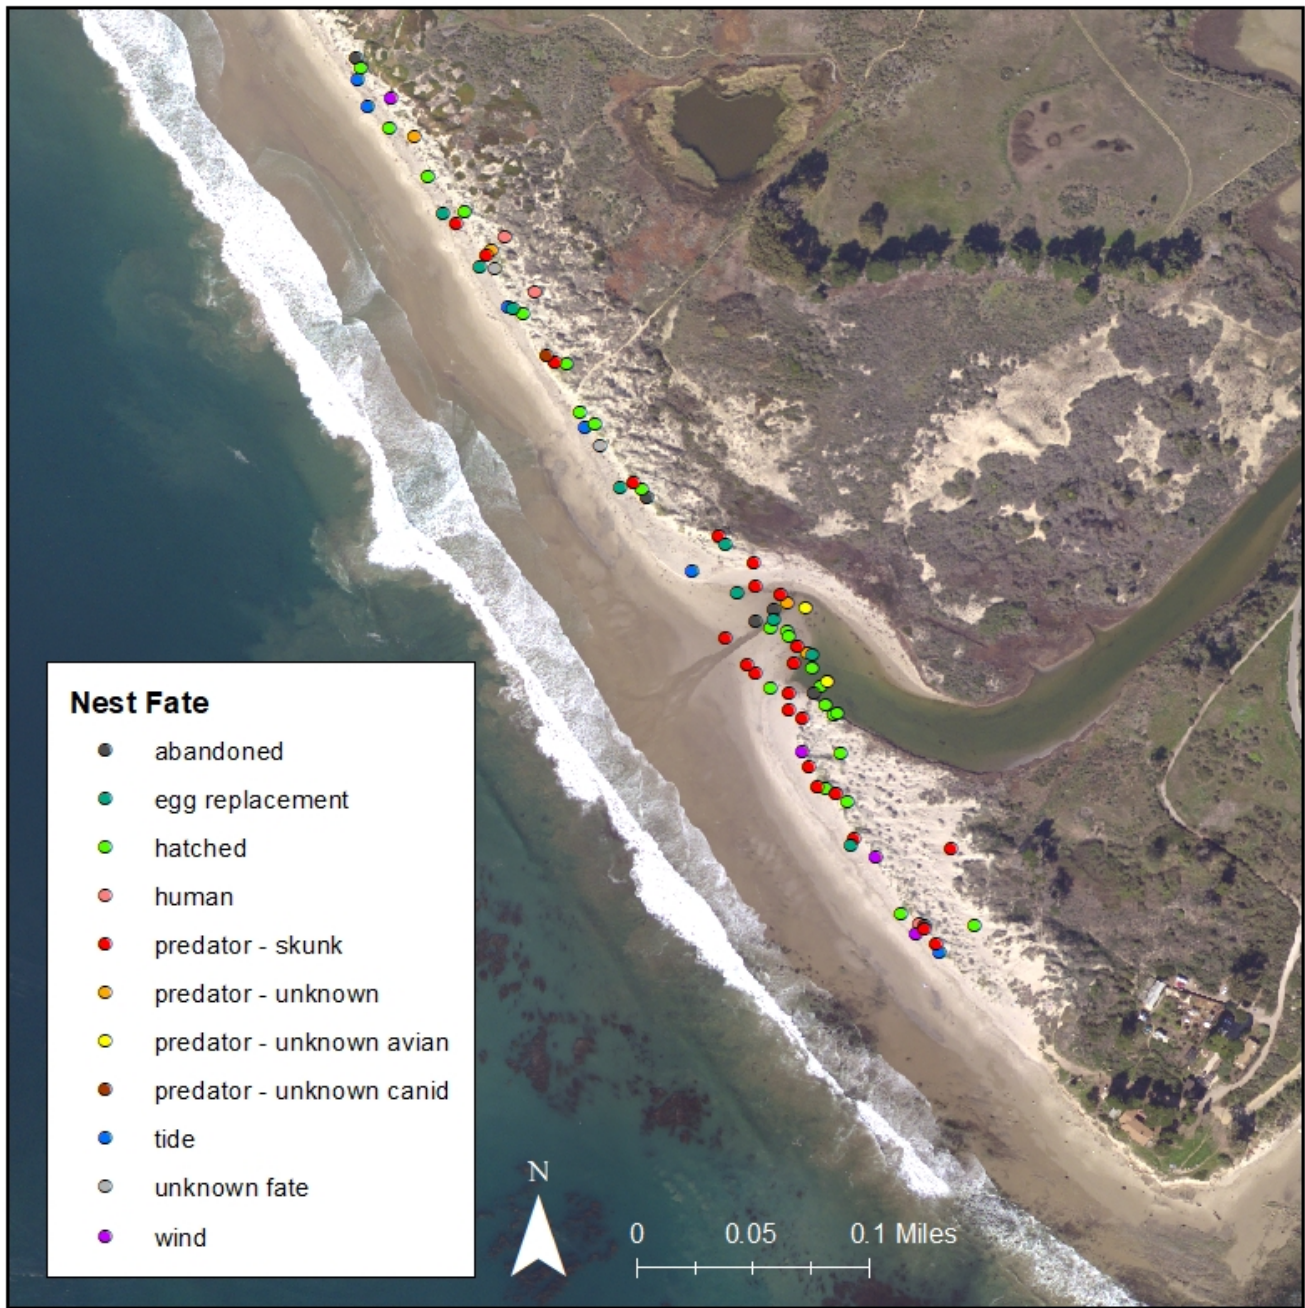 Nest Fate
abandoned
egg replacement
hatched
human
predator - skunk
predator - unknown
predator - unknown avian
predator - unknown canid
tide
unknown fate
wind
N
0 0.05 0.1 Miles